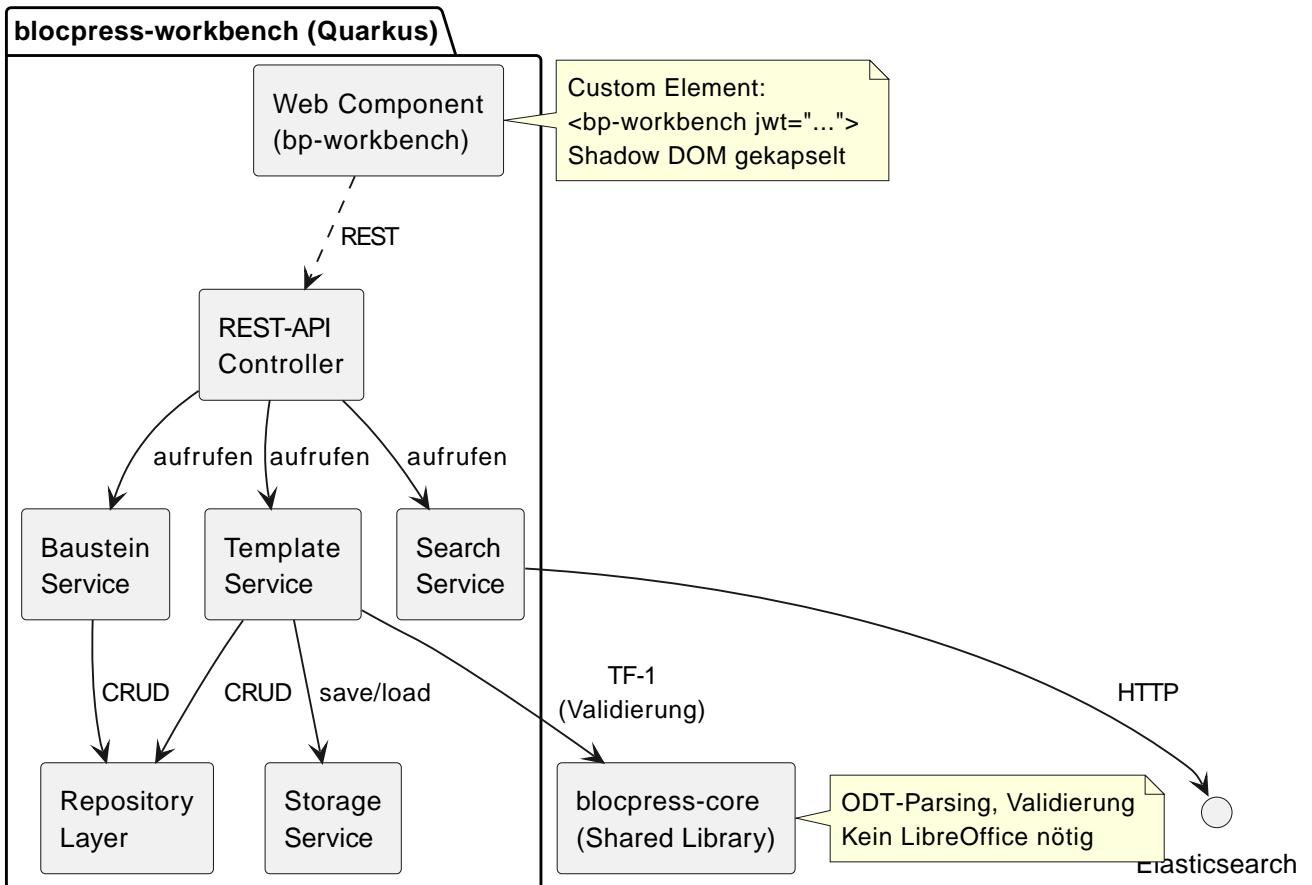 blocpress-workbench (Quarkus)
Web Component
(bp-workbench)
Custom Element:
<bp-workbench jwt="...">
Shadow DOM gekapselt
REST
REST-API
Controller
aufrufen
aufrufen
aufrufen
Baustein
Service
Template
Service
Search
Service
CRUD
CRUD
save/load
TF-1
(Validierung)
HTTP
Repository
Layer
Storage
Service
blocpress-core
(Shared Library)
ODT-Parsing, Validierung
Kein LibreOffice nötig
Elasticsearch